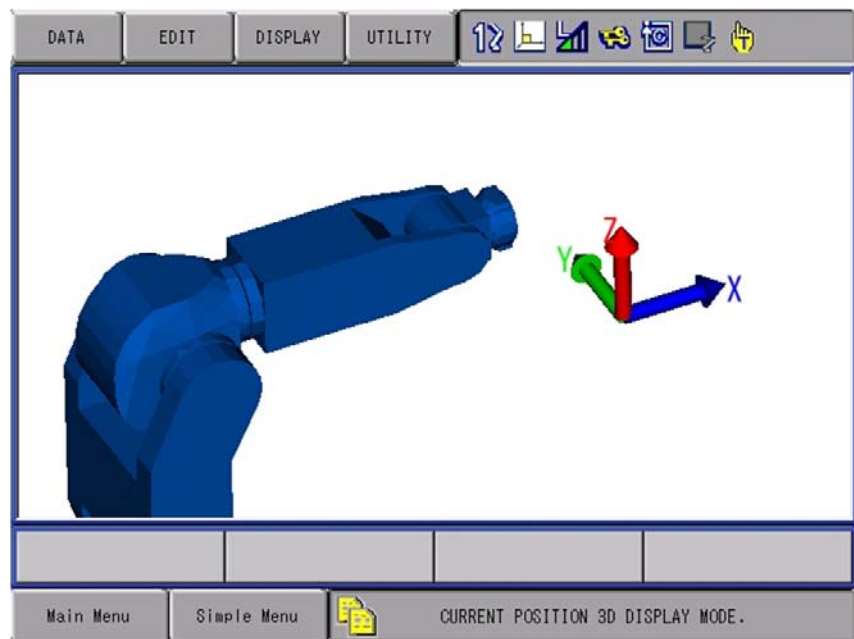 DATA
EDIT
DISPLAY
UTILITY
Z
Y
X
Main Menu
Simple Menu
CURRENT POSITION 3D DISPLAY MODE.